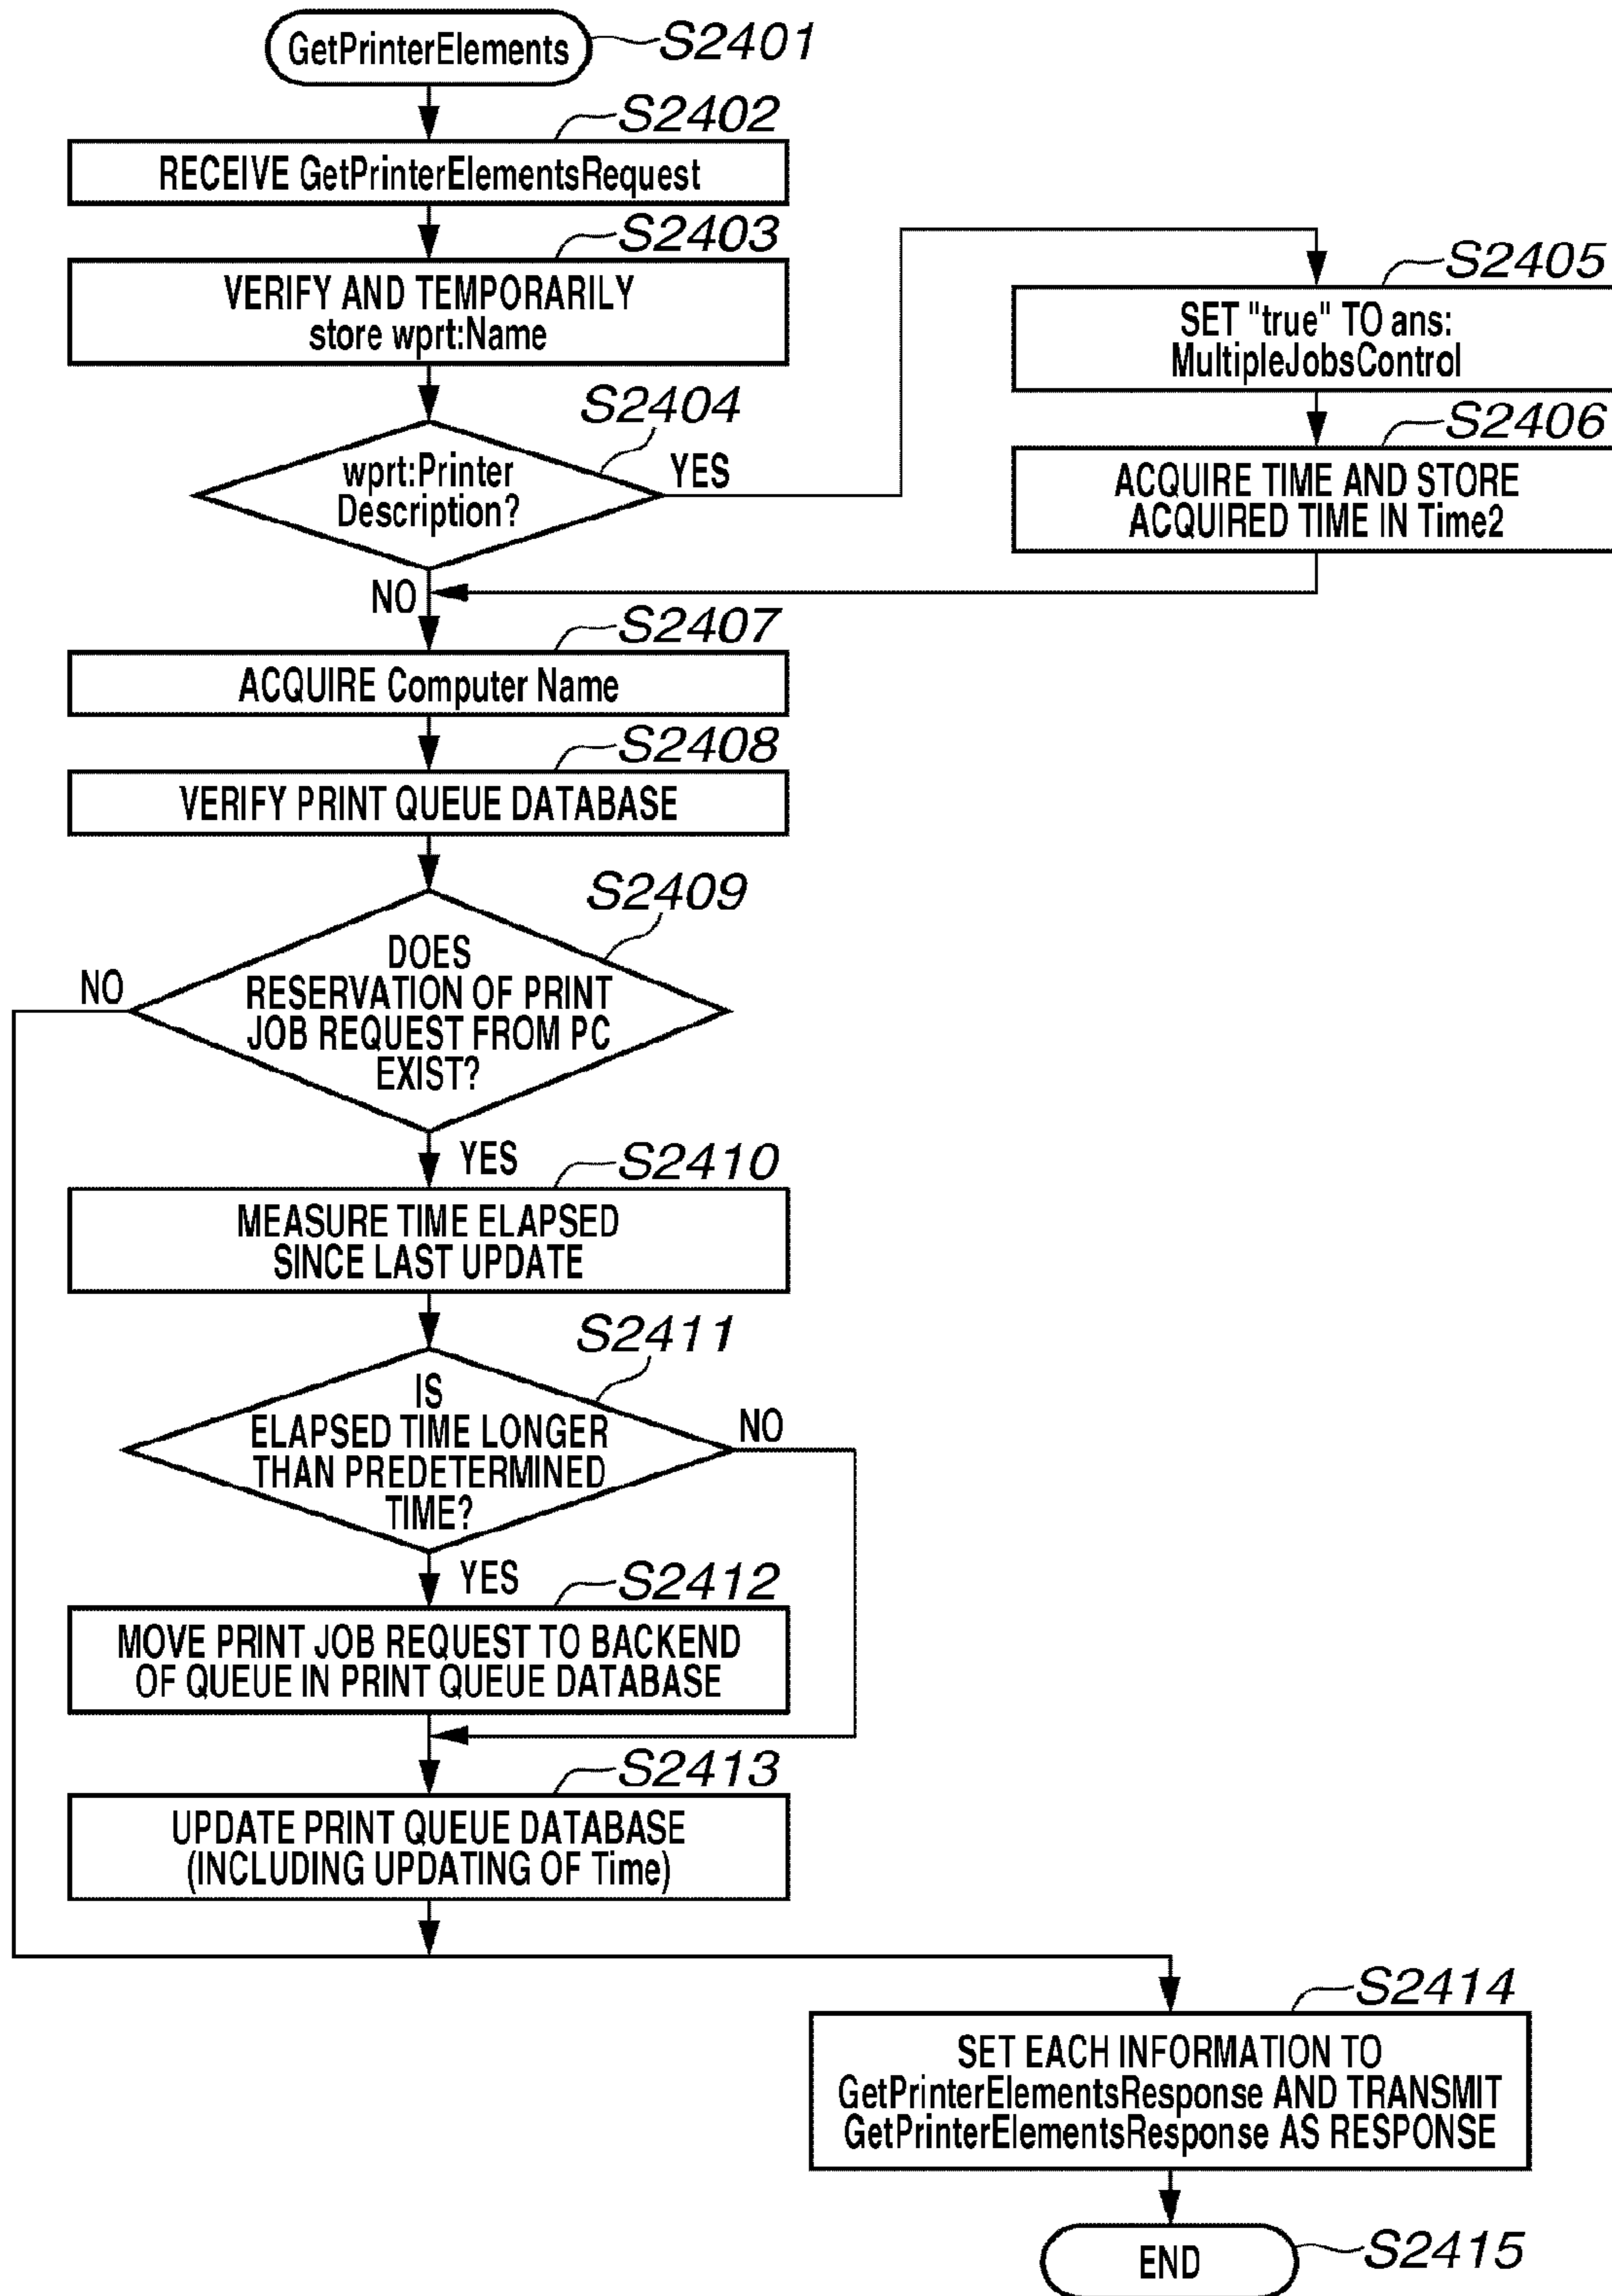 GetPrinterElements
S2401
S2402
RECEIVE GetPrinterElementsRequest
S2403
VERIFY AND TEMPORARILY
store wprt:Name
S2404
wprt:Printer
Description?
YES
NO
S2405
SET "true" TO ans:
MultipleJobsControl
S2406
ACQUIRE TIME AND STORE
ACQUIRED TIME IN Time2
S2407
ACQUIRE Computer Name
S2408
VERIFY PRINT QUEUE DATABASE
S2409
DOES
RESERVATION OF PRINT
JOB REQUEST FROM PC
EXIST?
NO
YES
S2410
MEASURE TIME ELAPSED
SINCE LAST UPDATE
S2411
IS
ELAPSED TIME LONGER
THAN PREDETERMINED
TIME?
NO
YES
S2412
MOVE PRINT JOB REQUEST TO BACKEND
OF QUEUE IN PRINT QUEUE DATABASE
S2413
UPDATE PRINT QUEUE DATABASE
(INCLUDING UPDATING OF Time)
S2414
SET EACH INFORMATION TO
GetPrinterElementsResponse AND TRANSMIT
GetPrinterElementsResponse AS RESPONSE
END
S2415